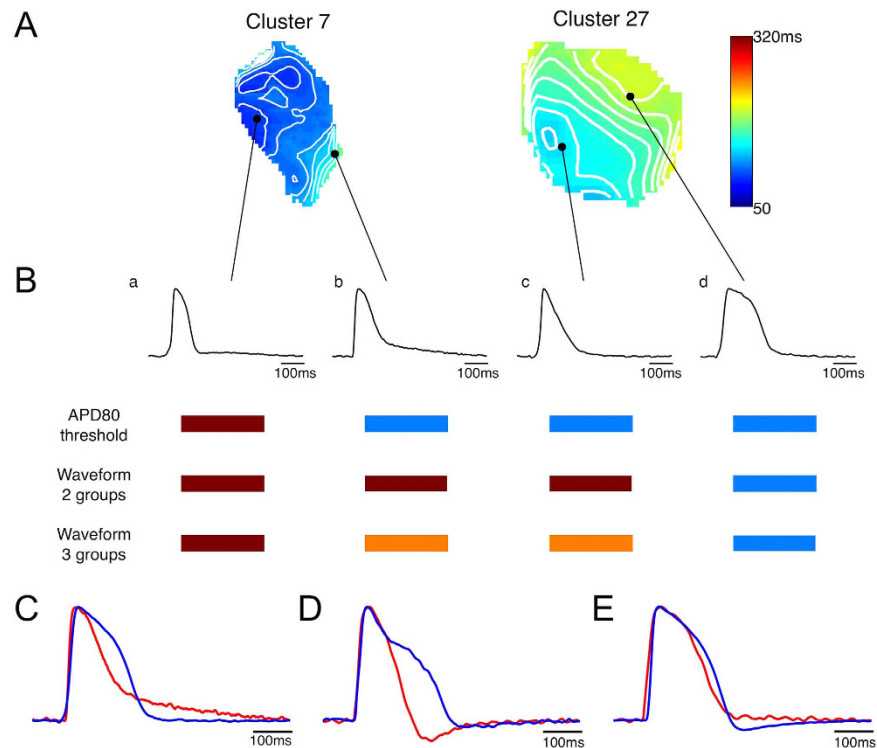 A
Cluster 7
Cluster 27
320ms
50
B
a
b
c
d
100ms
100ms
100ms
100ms
APD80
threshold
Waveform
2 groups
Waveform
3 groups
C
D
E
100ms
100ms
100ms